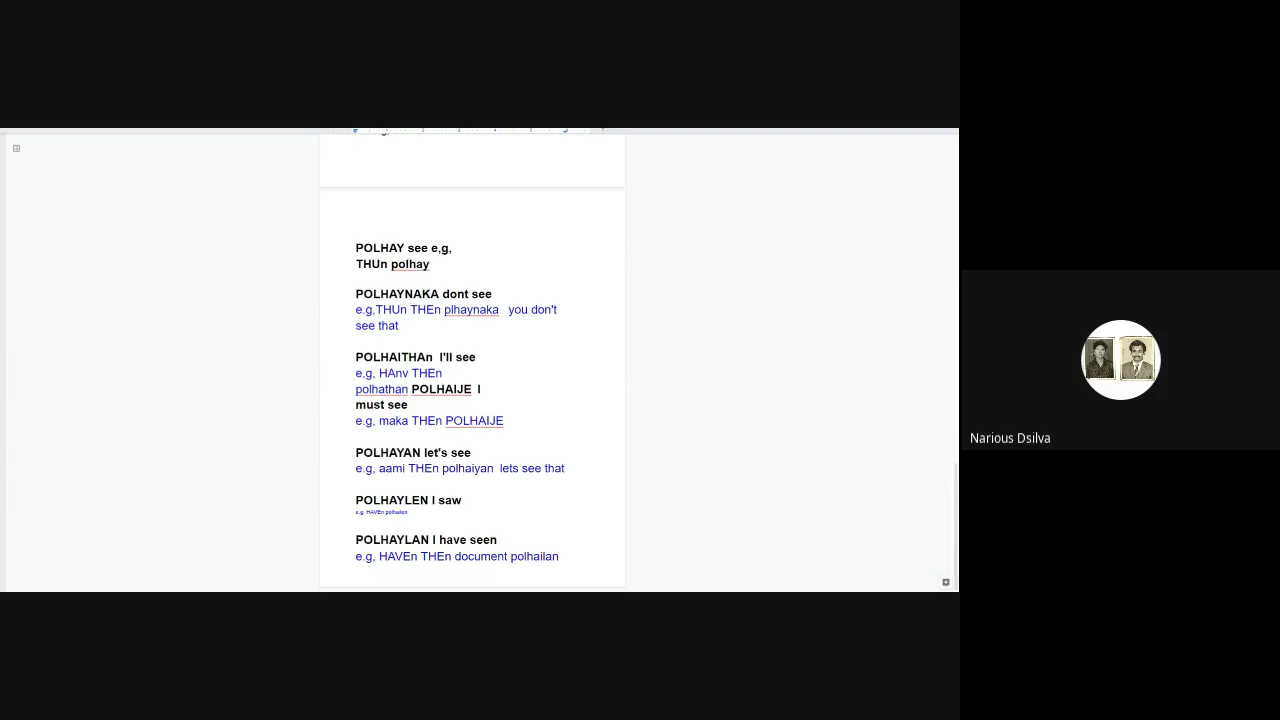 POLHAY see e,g,
THUn polhay
POLHAYNAKA dont see
e.g,THUn THEn plhaynaka you don't
see that
POLHAITHAn I'll see
e,g, HAnv THEn
polhathan POLHAIJE I
must see
e.g, maka THEn POLHAIJE
POLHAYAN let's see
e.g, aami THEn polhaiyan lets see that
POLHAYLEN I saw
e.g, HAVEn polhailen
POLHAYLAN I have seen
e.g, HAVEn THEn document polhailan
Narious Dsilva